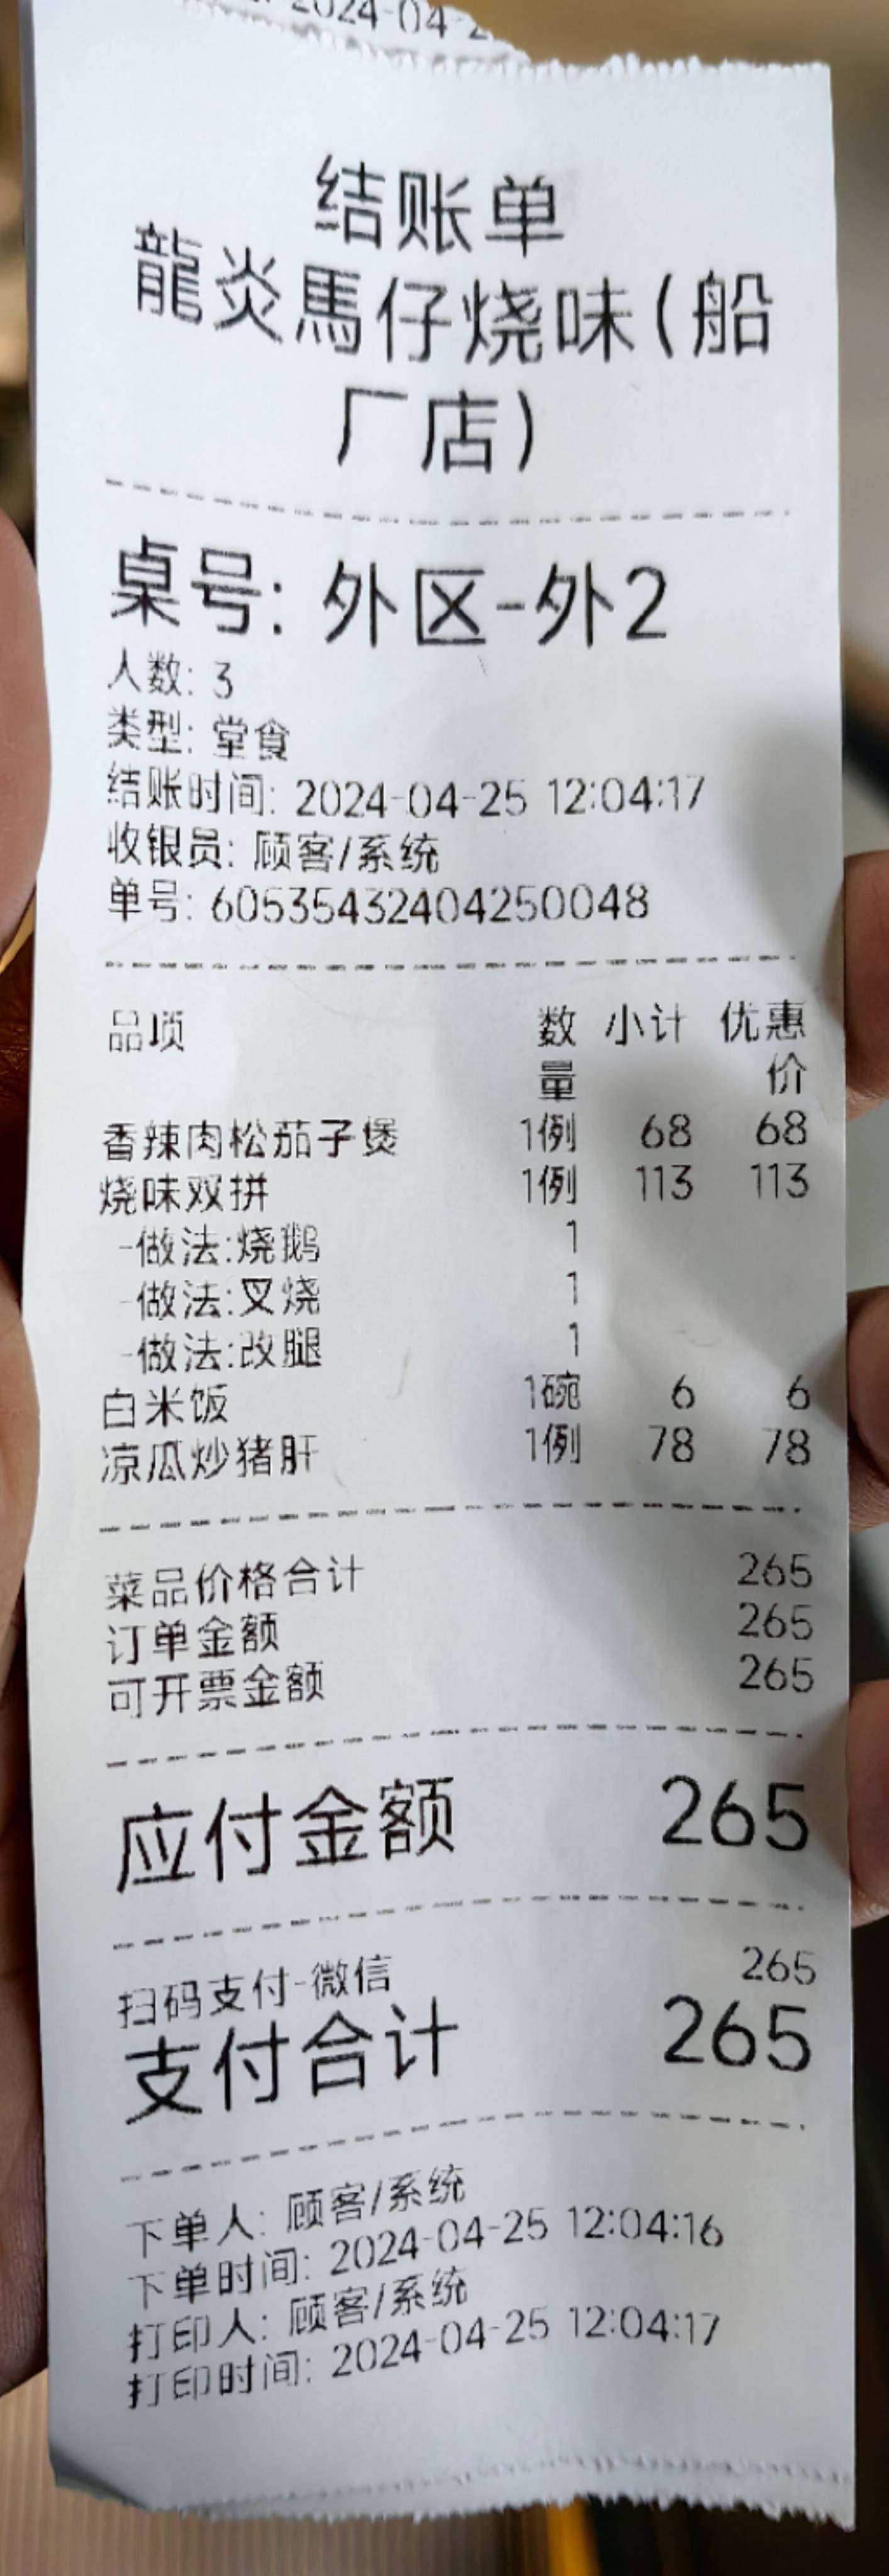 2024-04-2
结账单
龍炎馬仔烧味(船
厂店)
桌号: 外区-外2
人数: 3
类型: 堂食
结账时间: 2024-04-25 12:04:17
收银员: 顾客/系统
单号: 605354432404250048
品项 数 小计 优惠
量 价
香辣肉松茄子煲 1例 68 68
烧味双拼 1例 113 113
-做法:烧鹅 1
-做法:叉烧 1
-做法:改腿 1
白米饭 1碗 6 6
凉瓜炒猪肝 1例 78 78
菜品价格合计 265
订单金额 265
可开票金额 265
应付金额 265
扫码支付-微信 265
支付合计 265
下单人: 顾客/系统
下单时间: 2024-04-25 12:04:16
打印人: 顾客/系统
打印时间: 2024-04-25 12:04:17